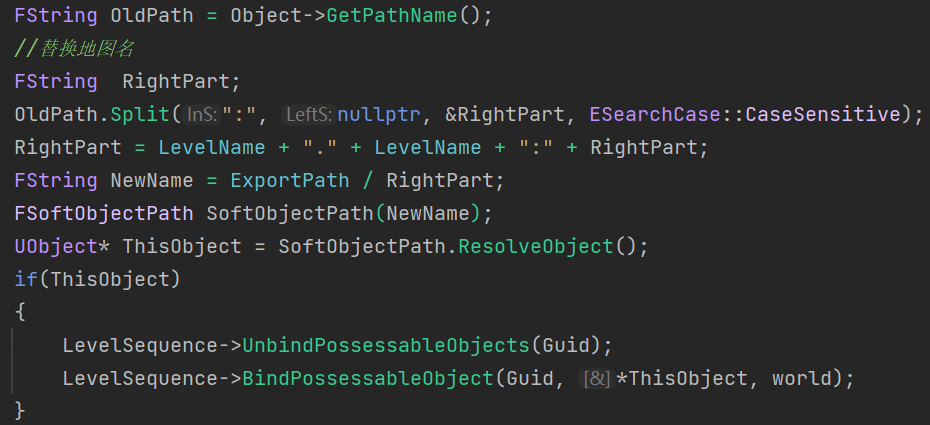 FString OldPath = Object->GetPathName();
//替换地图名
FString  RightPart;
OldPath.Split(InS:":", LeftS:nullptr, &RightPart, ESearchCase::CaseSensitive);
RightPart = LevelName + "." + LevelName + ":" + RightPart;
FString NewName = ExportPath / RightPart;
FSoftObjectPath SoftObjectPath(NewName);
UObject* ThisObject = SoftObjectPath.ResolveObject();
if(ThisObject)
{
    LevelSequence->UnbindPossessableObjects(Guid);
    LevelSequence->BindPossessableObject(Guid, [&]*ThisObject, world);
}